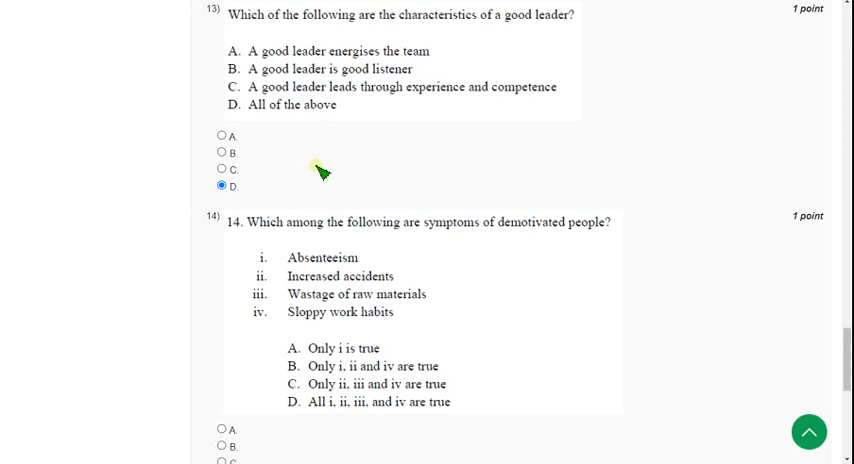 13) Which of the following are the characteristics of a good leader? 1 point
A. A good leader energises the team
B. A good leader is good listener
C. A good leader leads through experience and competence
D. All of the above
A.
B.
C.
D.
14) 14. Which among the following are symptoms of demotivated people? 1 point
i. Absenteeism
ii. Increased accidents
iii. Wastage of raw materials
iv. Sloppy work habits
A. Only i is true
B. Only i, ii and iv are true
C. Only ii, iii and iv are true
D. All i, ii, iii, and iv are true
A.
B.
C.